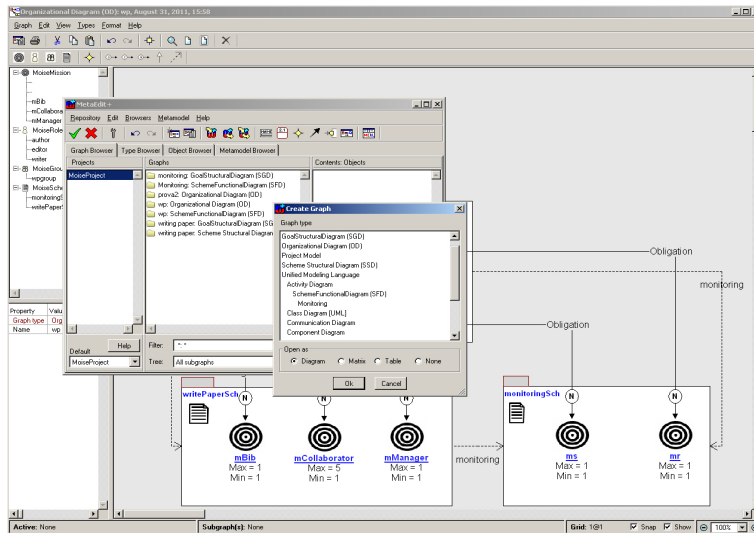 Organizational Diagram (OD): wp, August 31, 2011, 15:58
Graph Edit View Types Format Help
MoiseMission
mBib
mCollabora
mManager
MoiseRole
author
editor
writer
MoiseGrou
wpgroup
MoiseSche
monitoringS
writePaperS
Property Valu
Graph type Org
Name wp
MetaEdit+
Repository Edit Browsers Metamodel Help
Graph Browser Type Browser Object Browser Metamodel Browser
Projects Graphs Contents: Objects
MoiseProject
monitoring: GoalStructuralDiagram (SGD)
Monitoring: SchemeFunctionalDiagram (SFD)
prova2: Organizational Diagram (OD)
wp: Organizational Diagram (OD)
wp: SchemeFunctionalDiagram (SFD)
writing paper: GoalStructuralDiagram (SG
writing paper: Scheme Structural Diagram
Default Help
MoiseProject
Filter: *: *
Tree: All subgraphs
Create Graph
Graph type
GoalStructuralDiagram (SGD)
Organizational Diagram (OD)
Project Model
Scheme Structural Diagram (SSD)
Unified Modeling Language
Activity Diagram
SchemeFunctionalDiagram (SFD)
Monitoring
Class Diagram [UML]
Communication Diagram
Component Diagram
Open as
Diagram Matrix Table None
Ok Cancel
Obligation
monitoring
Obligation
writePaperSch
N N N
mBib mCollaborator mManager
Max = 1 Max = 5 Max = 1
Min = 1 Min = 1 Min = 1
monitoring
monitoringSch
N N
ms mr
Max = 1 Max = 1
Min = 1 Min = 1
Active: None Subgraph(s): None Grid: 1@1 Snap Show 100%